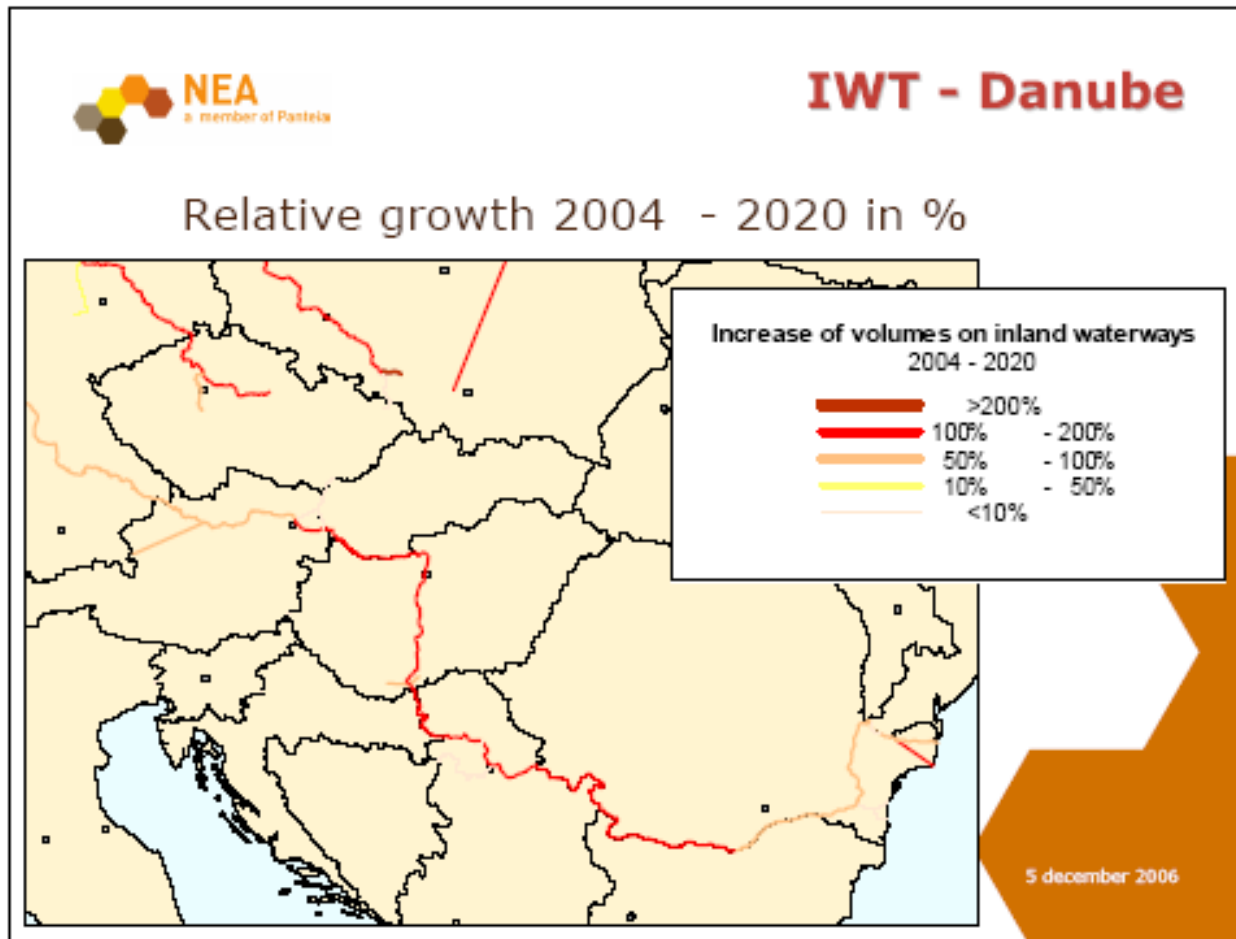 NEA
a member of Panteia
IWT - Danube
Relative growth 2004 - 2020 in %
Increase of volumes on inland waterways
2004 - 2020
>200%
100% - 200%
50% - 100%
10% - 50%
<10%
5 december 2006